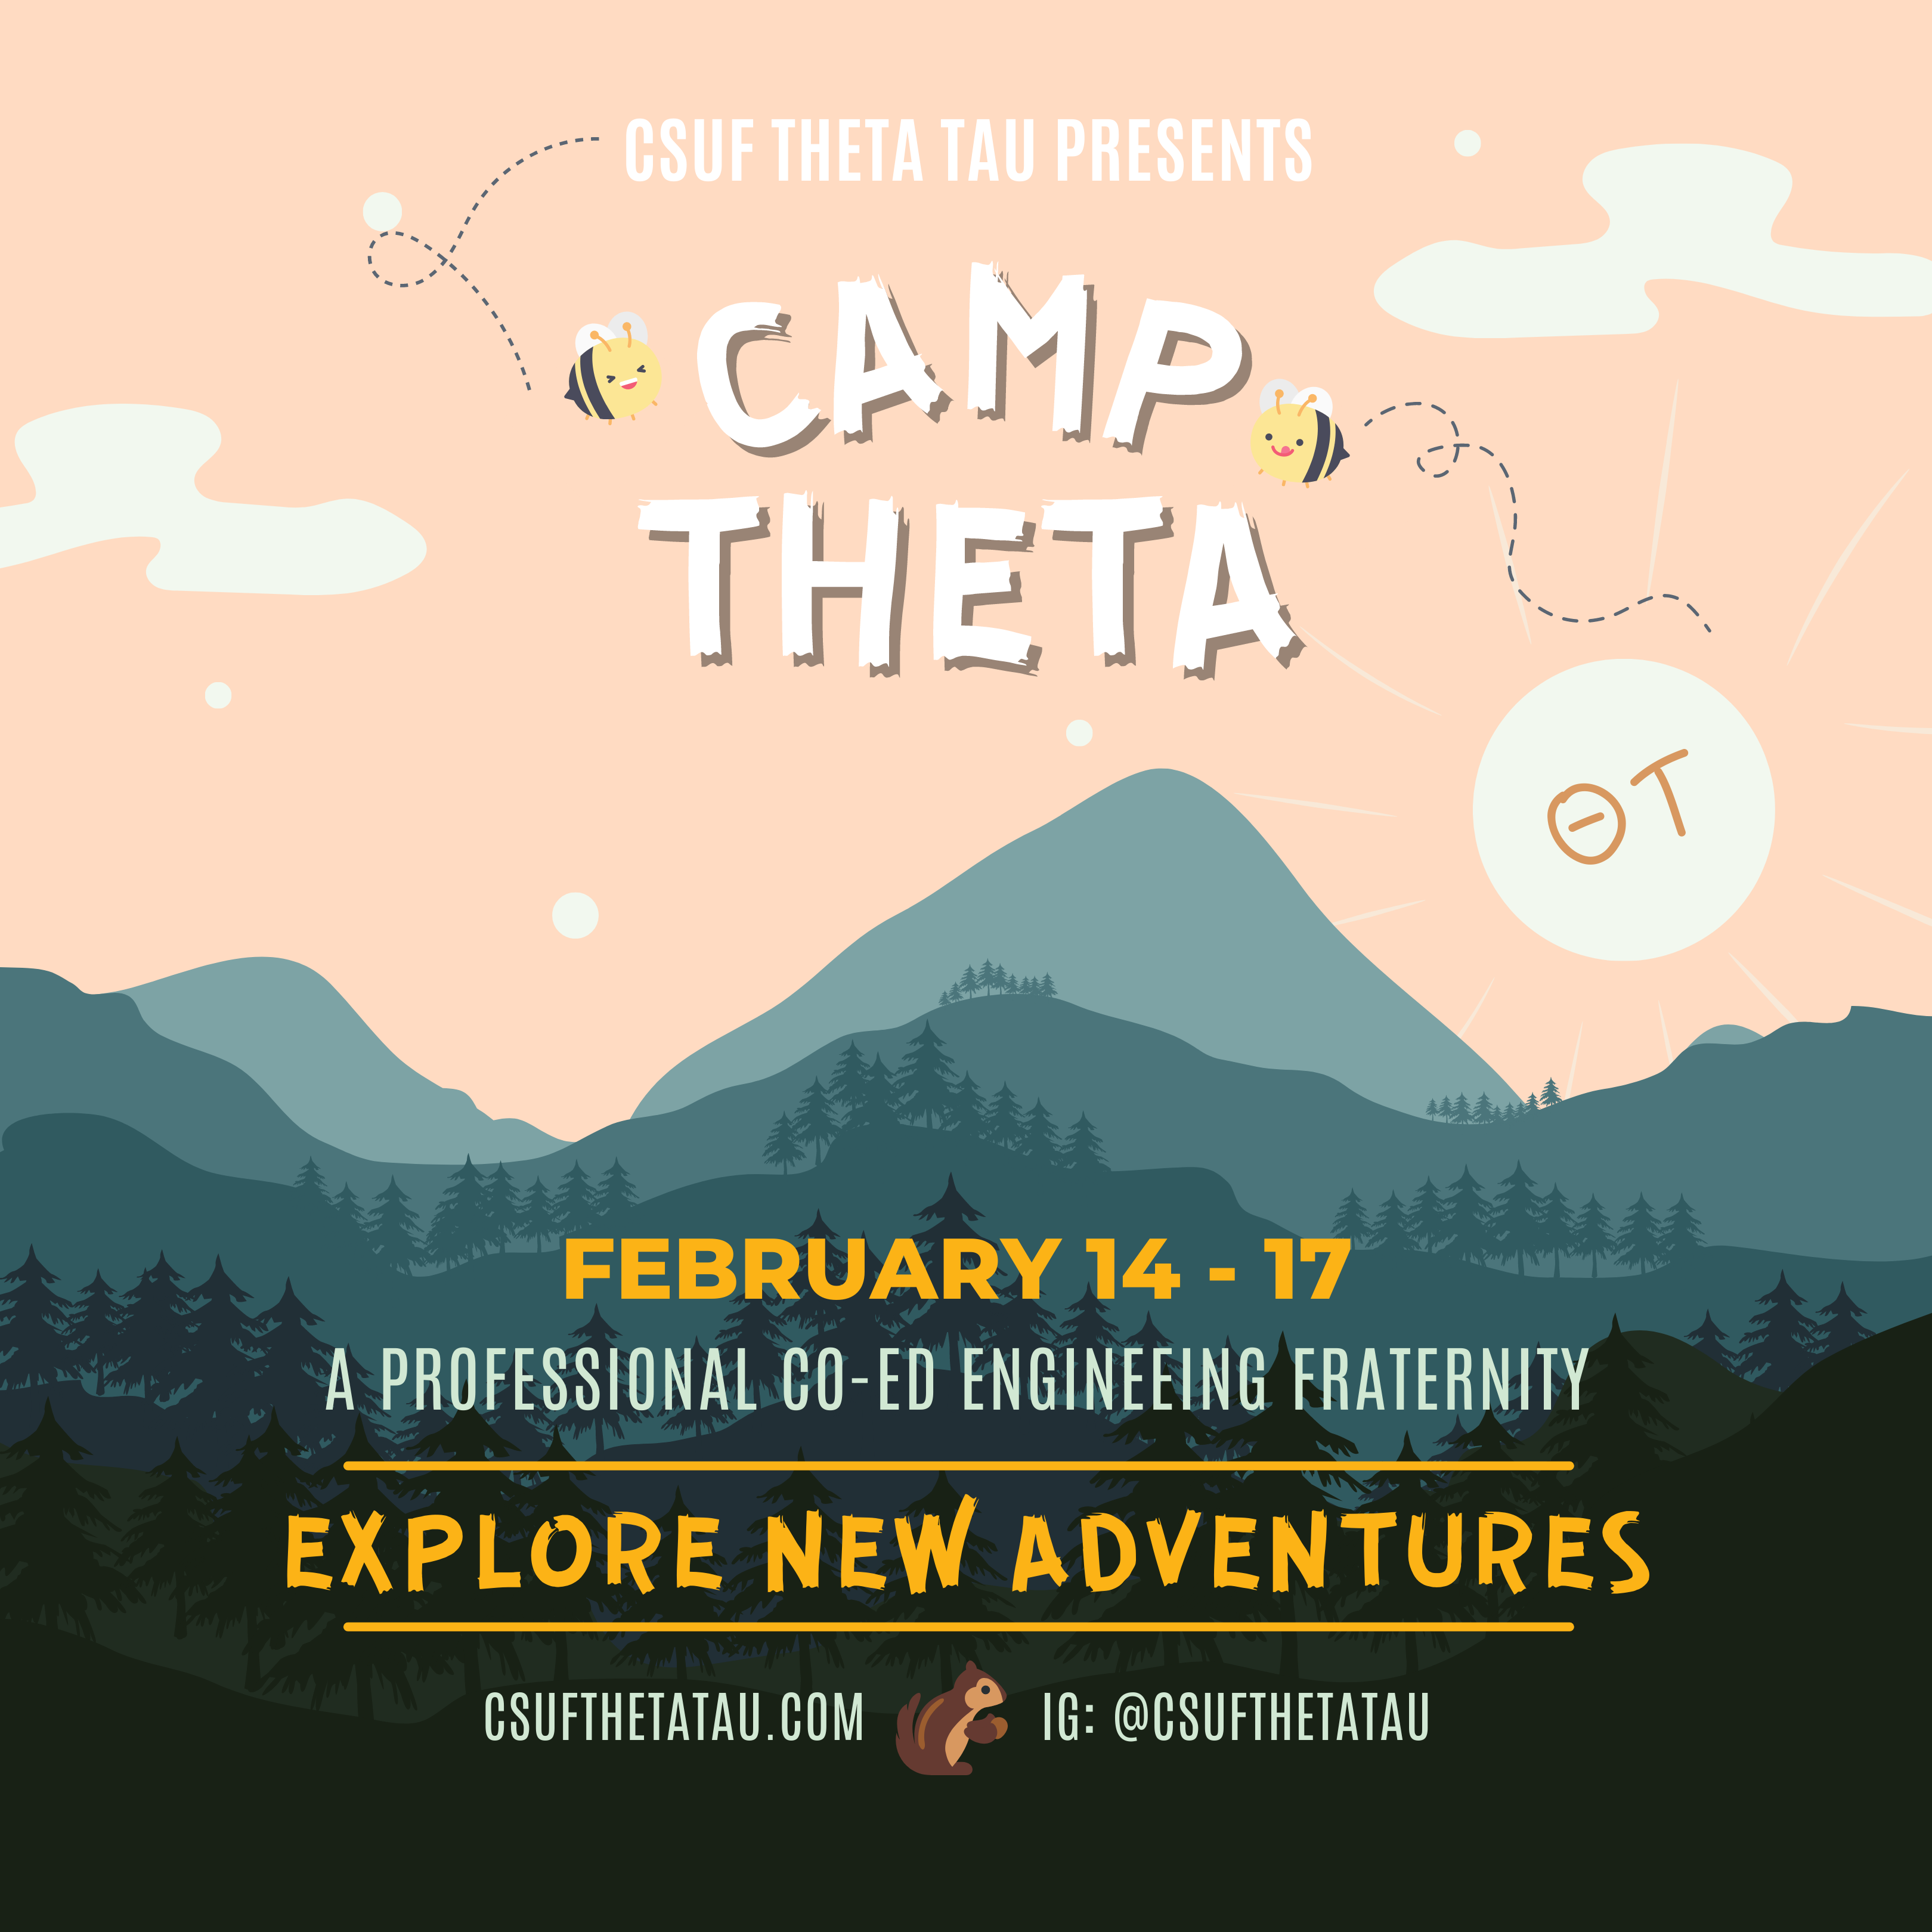 CSUF THETA TAU PRESENTS
CAMP
THETA
ΘΤ
FEBRUARY 14 - 17
A PROFESSIONAL CO-ED ENGINEEING FRATERNITY
EXPLORE NEW ADVENTURES
CSUFTHETATAU.COM
IG: @CSUFTHETATAU